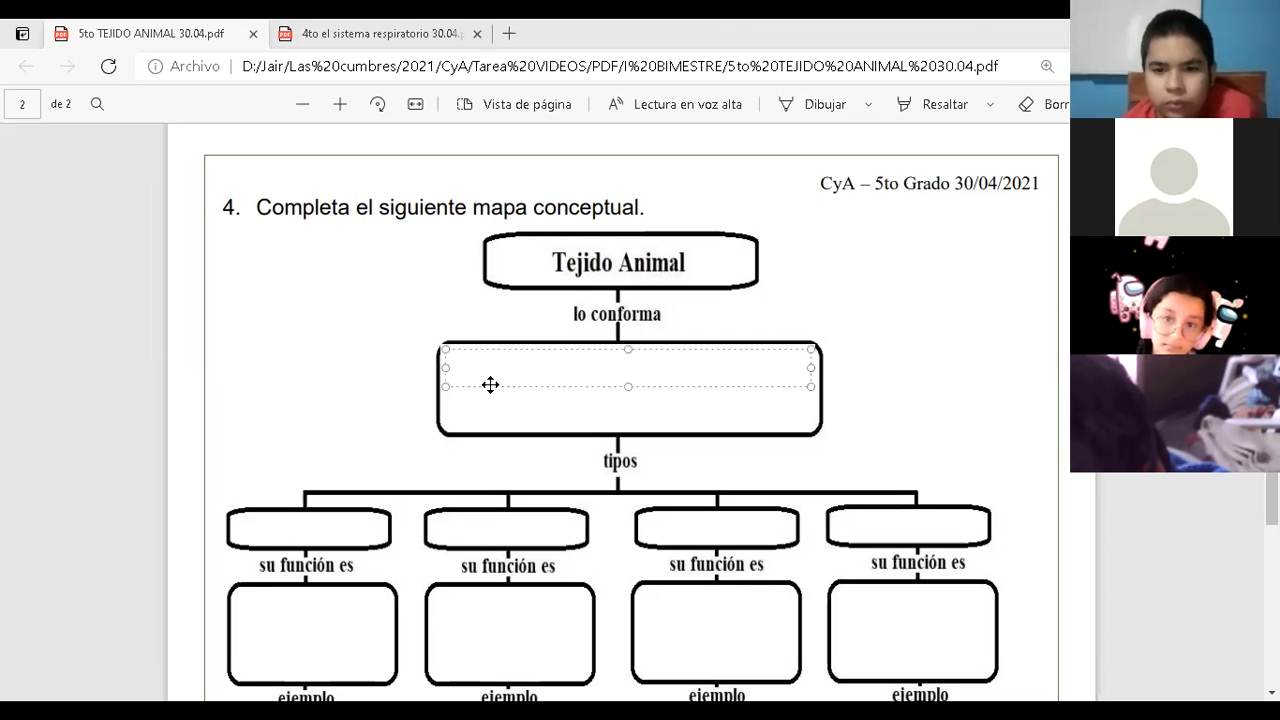 5to TEJIDO ANIMAL 30.04.pdf
4to el sistema respiratorio 30.04.
Archivo
D:/Jair/Las%20cumbres/2021/CyA/Tarea%20VIDEOS/PDF/I%20BIMESTRE/5to%20TEJIDO%20ANIMAL%2030.04.pdf
2 de 2
Vista de página
Lectura en voz alta
Dibujar
Resaltar
Borr
CyA – 5to Grado 30/04/2021
4. Completa el siguiente mapa conceptual.
Tejido Animal
lo conforma
tipos
su función es su función es su función es su función es
ejemplo ejemplo ejemplo ejemplo